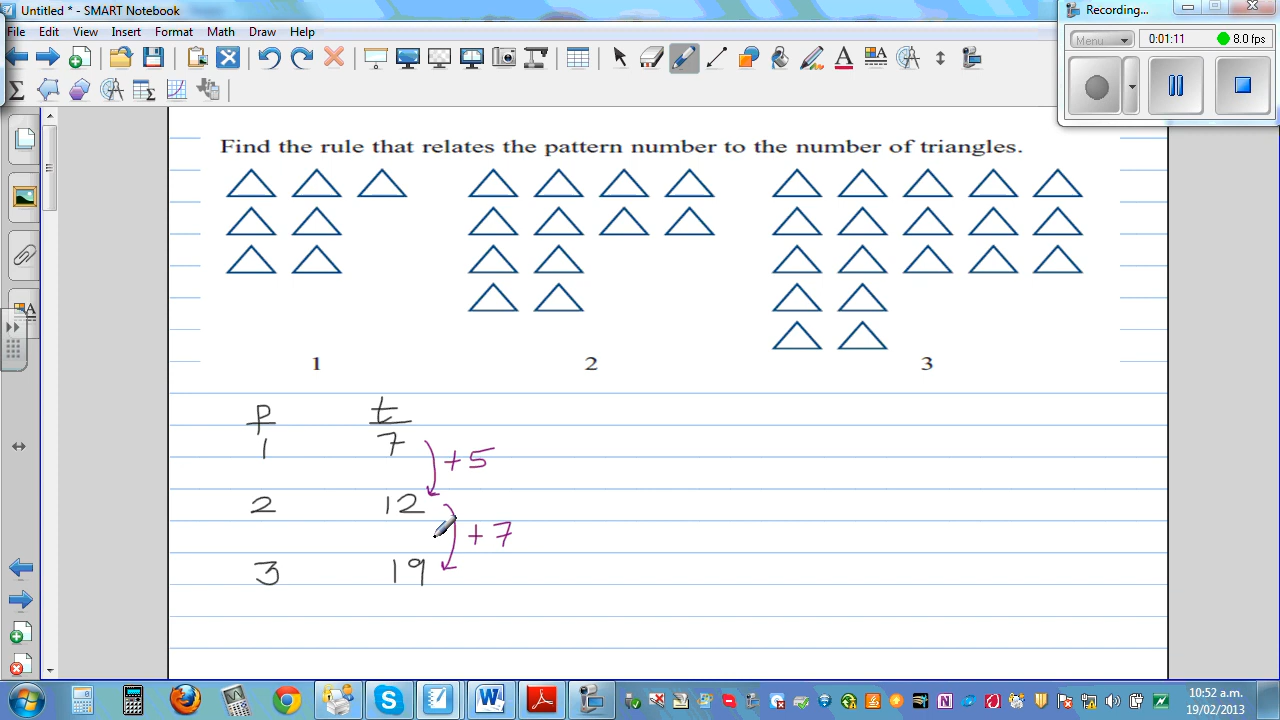 Untitled * - SMART Notebook
Recording...
File Edit View Insert Format Math Draw Help
Menu
00:01:11
8.0 fps
Find the rule that relates the pattern number to the number of triangles.
1 2 3
p t
1 7
+5
2 12
+7
3 19
10:52 a.m.
19/02/2013